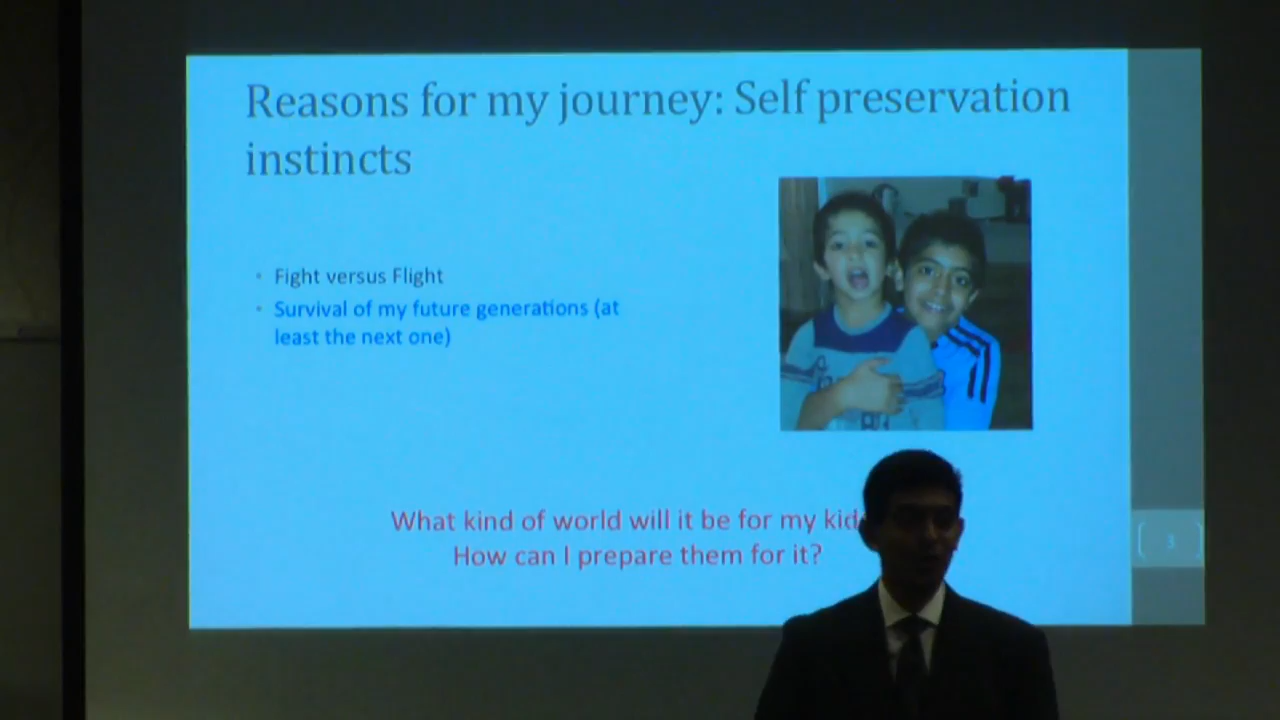 Reasons for my journey: Self preservation
instincts
• Fight versus Flight
• Survival of my future generations (at
least the next one)
What kind of world will it be for my kid
How can I prepare them for it?
3